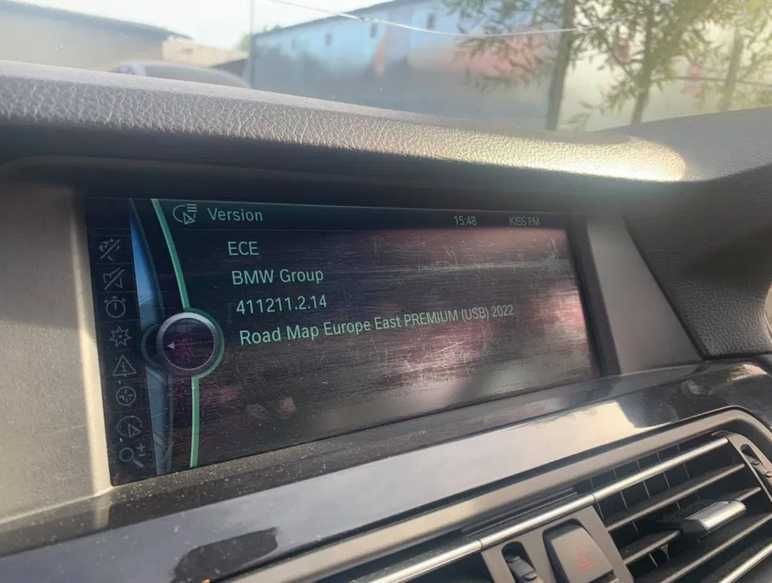 Version
15:48
KISS FM
ECE
BMW Group
411211.2.14
Road Map Europe East PREMIUM (USB) 2022